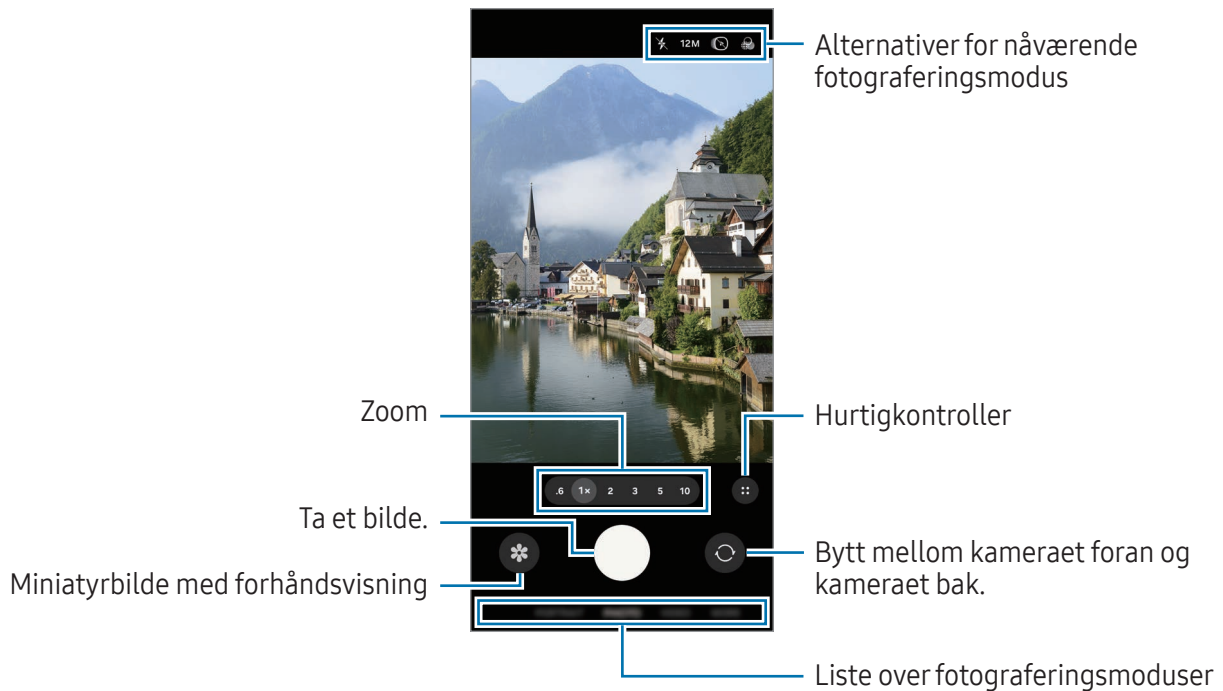 12M
Alternativer for nåværende
fotograferingsmodus
Zoom
Hurtigkontroller
.6 1× 2 3 5 10
Ta et bilde.
Bytt mellom kameraet foran og
kameraet bak.
Miniatyrbilde med forhåndsvisning
Liste over fotograferingsmoduser